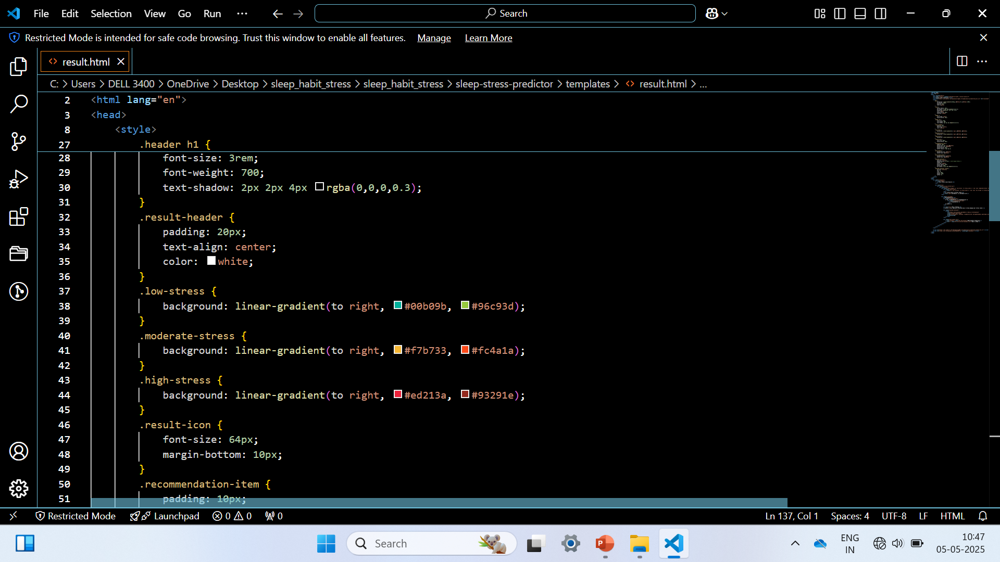 File Edit Selection View Go Run ··· Search
Restricted Mode is intended for safe code browsing. Trust this window to enable all features. Manage Learn More
result.html
C: > Users > DELL 3400 > OneDrive > Desktop > sleep_habit_stress > sleep_habit_stress > sleep-stress-predictor > templates > result.html > ...
2 <html lang="en">
3 <head>
8 <style>
27 .header h1 {
28 font-size: 3rem;
29 font-weight: 700;
30 text-shadow: 2px 2px 4px rgba(0,0,0,0.3);
31 }
32 .result-header {
33 padding: 20px;
34 text-align: center;
35 color: white;
36 }
37 .low-stress {
38 background: linear-gradient(to right, #00b09b, #96c93d);
39 }
40 .moderate-stress {
41 background: linear-gradient(to right, #f7b733, #fc4a1a);
42 }
43 .high-stress {
44 background: linear-gradient(to right, #ed213a, #93291e);
45 }
46 .result-icon {
47 font-size: 64px;
48 margin-bottom: 10px;
49 }
50 .recommendation-item {
51 padding: 10px;
Restricted Mode Launchpad 0 0 0 Ln 137, Col 1 Spaces: 4 UTF-8 LF HTML
Search P ENG 10:47
IN 05-05-2025